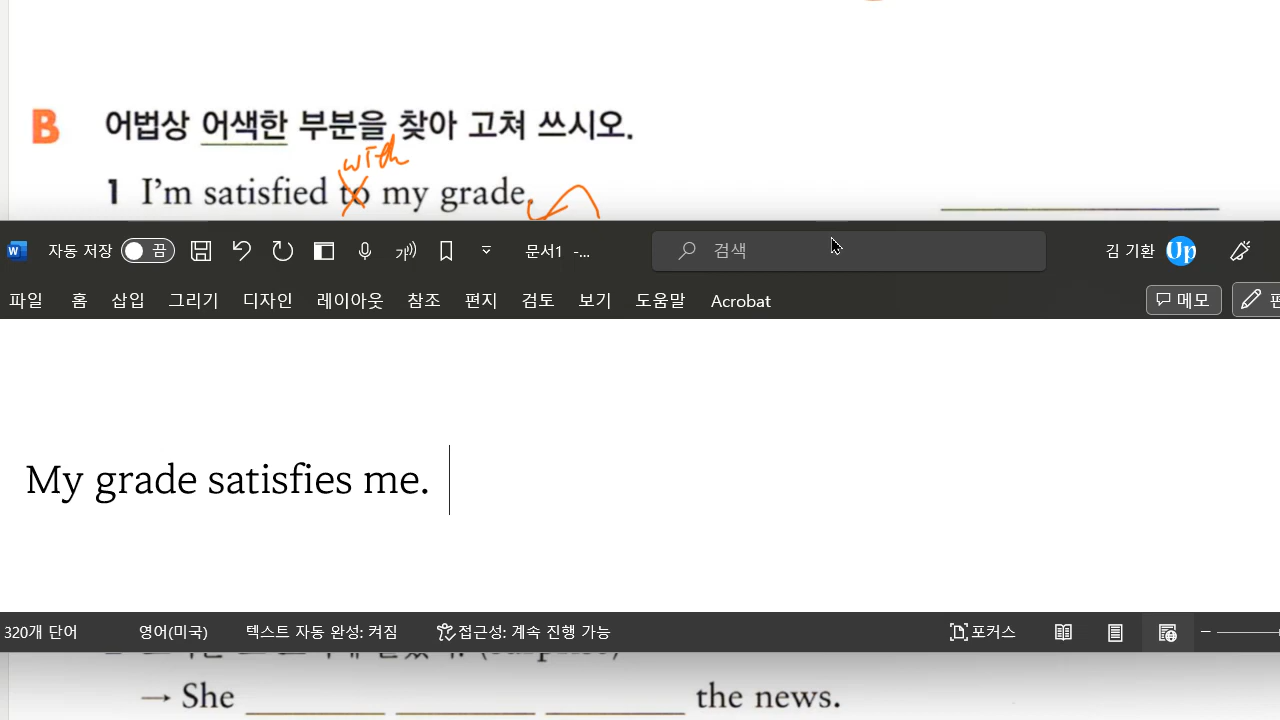 B 어법상 어색한 부분을 찾아 고쳐 쓰시오.
with
1 I'm satisfied to my grade.
자동 저장 끔 가 문서1 -... 검색 김 기환 Up
파일 홈 삽입 그리기 디자인 레이아웃 참조 편지 검토 보기 도움말 Acrobat 메모
My grade satisfies me.
320개 단어 영어(미국) 텍스트 자동 완성: 켜짐 접근성: 계속 진행 가능 포커스
→ She the news.